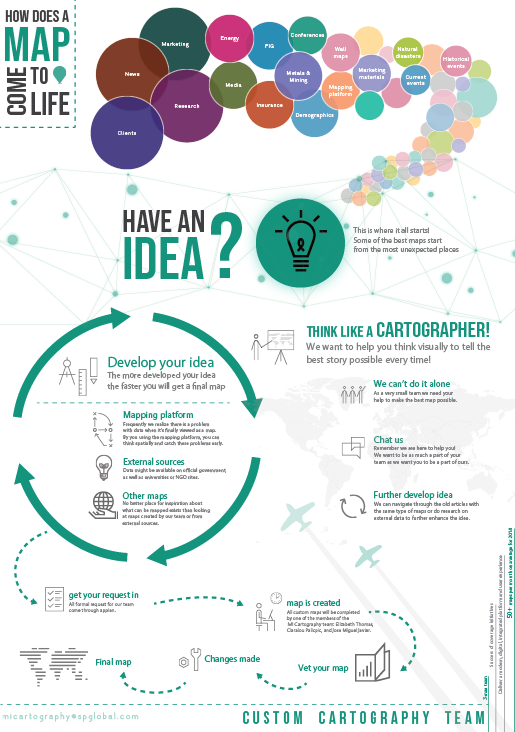 HOW DOES A
MAP
COME TO
LIFE
Marketing
Energy
PIG
Conferences
Wall
maps
Natural
disasters
Historical
events
News
Media
Metals &
Mining
Marketing
materials
Current
events
Research
Insurance
Mapping
platform
Demographics
Clients
HAVE AN
IDEA?
This is where it all starts!
Some of the best maps start
from the most unexpected places
THINK LIKE A CARTOGRAPHER!
We want to help you think visually to tell the
best story possible every time!
Develop your idea
The more developed your idea
the faster you will get a final map
Mapping platform
Frequently we realize there is a problem
with data when it's finally viewed as a map.
By you using the mapping platform, you can
think spatially and catch these problems early.
External sources
Data might be available on official government,
as well as universities or NGO sites.
Other maps
No better place for inspiration about
what can be mapped exists than looking
at maps created by our team or from
external sources.
We can't do it alone
As a very small team we need your
help to make the best map possible.
Chat us
Remember we are here to help you!
We want to be as much a part of your
team as we want you to be a part of ours.
Further develop idea
We can navigate through the old articles with
the same type of maps or do research on
external data to further enhance the idea.
get your request in
All formal request for our team
come through
map is created
All custom maps will be completed
by one of the members of the
MI Cartography team: Elizabeth Thomas,
and Jose Miguel Javier.
Final map
Changes made
Vet your map
50+ maps per month on average for 2016
Deliver a modern, digital, integrated platform and user experience
Success of coverage initiatives
team
micartography@spglobal.com
CUSTOM CARTOGRAPHY TEAM